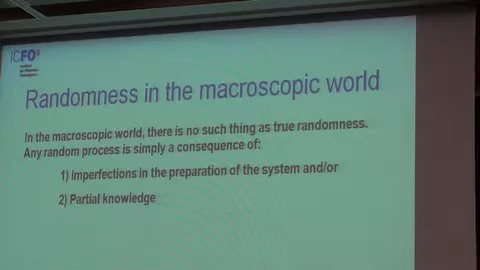 ICFO
Randomness in the macroscopic world
In the macroscopic world, there is no such thing as true randomness.
Any random process is simply a consequence of:
1) Imperfections in the preparation of the system and/or
2) Partial knowledge